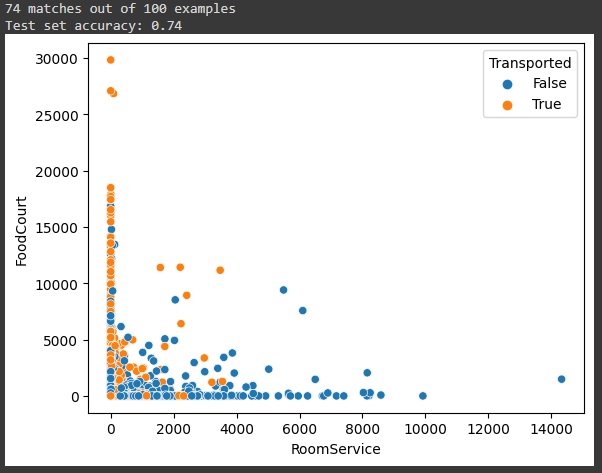 74 matches out of 100 examples
Test set accuracy: 0.74
Transported
False
True
30000
25000
20000
15000
10000
5000
0
FoodCourt
0 2000 4000 6000 8000 10000 12000 14000
RoomService